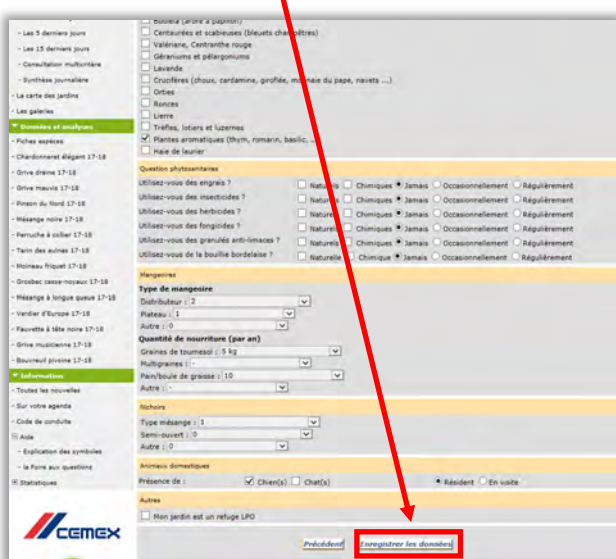 - Les 5 derniers jours
- Les 15 derniers jours
- Consultation multicritère
- Synthèse journalière
- La carte des jardins
- Les galeries
Données et analyses
- Fiches espèces
- Chardonneret élégant 17-18
- Grive draine 17-18
- Grive mauvis 17-18
- Pinson du Nord 17-18
- Mésange noire 17-18
- Perruche à collier 17-18
- Tarin des aulnes 17-18
- Moineau friquet 17-18
- Grosbec casse-noyaux 17-18
- Mésange à longue queue 17-18
- Verdier d'Europe 17-18
- Fauvette à tête noire 17-18
- Grive musicienne 17-18
- Bouvreuil pivoine 17-18
Information
- Toutes les nouvelles
- Sur votre agenda
- Code de conduite
Aide
- Explication des symboles
- la Foire aux questions
Statistiques
CEMEX
Buddleia (arbre à papillon)
Centaurées et scabieuses (bleuets champêtres)
Valériane, Centranthe rouge
Géraniums et pélargoniums
Lavande
Crucifères (choux, cardamine, giroflée, monnaie du pape, navets ...)
Orties
Ronces
Lierre
Trèfles, lotiers et luzernes
Plantes aromatiques (thym, romarin, basilic, ...
Haie de laurier
Question phytosanitaires
Utilisez-vous des engrais ? Naturels Chimiques Jamais Occasionnellement Régulièrement
Utilisez-vous des insecticides ? Naturels Chimiques Jamais Occasionnellement Régulièrement
Utilisez-vous des herbicides ? Naturels Chimiques Jamais Occasionnellement Régulièrement
Utilisez-vous des fongicides ? Naturels Chimiques Jamais Occasionnellement Régulièrement
Utilisez-vous des granulés anti-limaces ? Naturels Chimiques Jamais Occasionnellement Régulièrement
Utilisez-vous de la bouillie bordelaise ? Naturelle Chimique Jamais Occasionnellement Régulièrement
Mangeoires
Type de mangeoire
Distributeur : 2
Plateau : 1
Autre : 0
Quantité de nourriture (par an)
Graines de tournesol : 5 kg
Multigraines : -
Pain/boule de graisse : 10
Autre : -
Nichoirs
Type mésange : 1
Semi-ouvert : 0
Autre : 0
Animaux domestiques
Présence de : Chien(s) Chat(s) Résident En visite
Autres
Mon jardin est un refuge LPO
Précédent Enregistrer les données